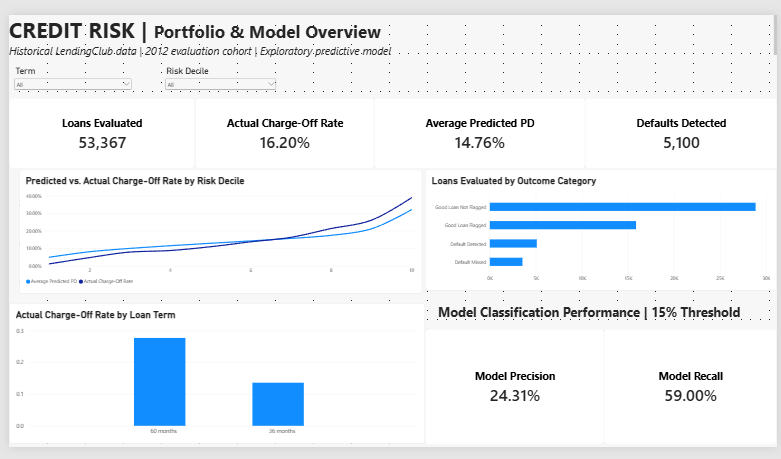 CREDIT RISK | Portfolio & Model Overview
Historical LendingClub data | 2012 evaluation cohort | Exploratory predictive model
Term
All
Risk Decile
All
Loans Evaluated
53,367
Actual Charge-Off Rate
16.20%
Average Predicted PD
14.76%
Defaults Detected
5,100
Predicted vs. Actual Charge-Off Rate by Risk Decile
40.00%
30.00%
20.00%
10.00%
0.00%
2
4
6
8
10
Average Predicted PD
Actual Charge-Off Rate
Loans Evaluated by Outcome Category
Good Loan Not Flagged
Good Loan Flagged
Default Detected
Default Missed
0K
5K
10K
15K
20K
25K
30K
Actual Charge-Off Rate by Loan Term
0.3
0.2
0.1
0.0
60 months
36 months
Model Classification Performance | 15% Threshold
Model Precision
24.31%
Model Recall
59.00%